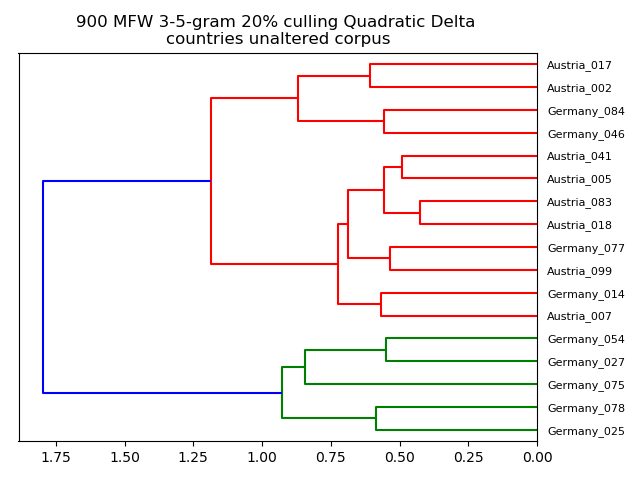 900 MFW 3-5-gram 20% culling Quadratic Delta
countries unaltered corpus
Austria_017
Austria_002
Germany_084
Germany_046
Austria_041
Austria_005
Austria_083
Austria_018
Germany_077
Austria_099
Germany_014
Austria_007
Germany_054
Germany_027
Germany_075
Germany_078
Germany_025
1.75 1.50 1.25 1.00 0.75 0.50 0.25 0.00